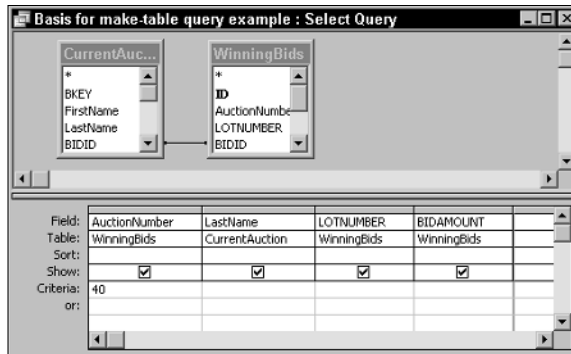 Basis for make-table query example : Select Query
CurrentAuc... WinningBids
* *
BKEY ID
FirstName AuctionNumbe
LastName LOTNUMBER
BIDID BIDID
Field: AuctionNumber LastName LOTNUMBER BIDAMOUNT
Table: WinningBids CurrentAuction WinningBids WinningBids
Sort:
Show:
Criteria: 40
or: